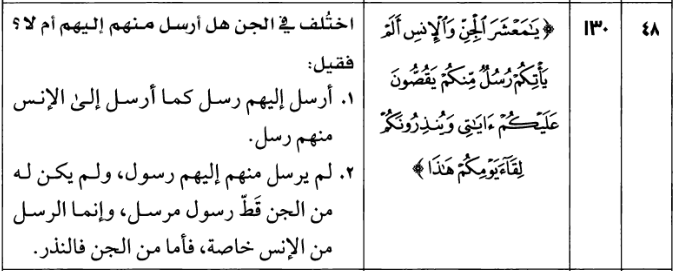 ٤٨
١٣٠
﴿ يَٰمَعْشَرَ ٱلْجِنِّ وَٱلْإِنسِ أَلَمْ
يَأْتِكُمْ رُسُلٌ مِّنكُمْ يَقُصُّونَ
عَلَيْكُمْ ءَايَٰتِى وَيُنذِرُونَكُمْ
لِقَآءَ يَوْمِكُمْ هَٰذَا ﴾
اختُلف في الجن هل أرسل منهم إليهم أم لا؟
فقيل:
١. أرسل إليهم رسل كما أرسل إلىٰ الإنس
منهم رسل.
٢. لم يرسل منهم إليهم رسول، ولم يكن له
من الجن قَطّ رسول مرسل، وإنما الرسل
من الإنس خاصة، فأما من الجن فالنذر.